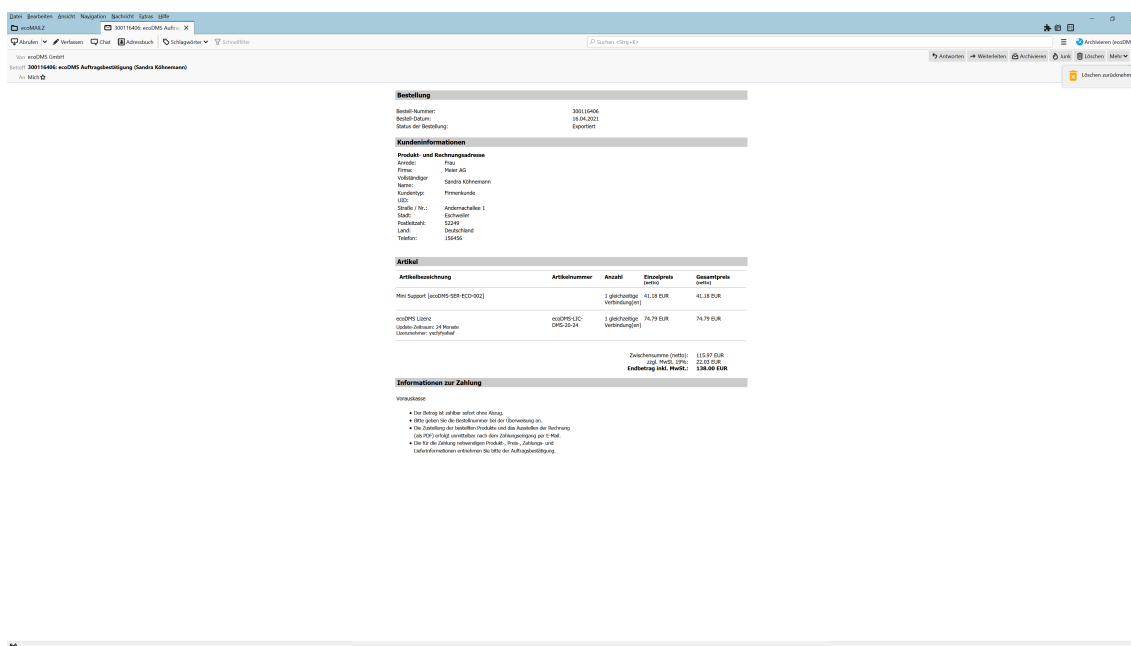 Datei Bearbeiten Ansicht Navigation Nachricht Extras Hilfe
ecoMAILZ 300116406: ecoDMS Auftra
Abrufen Verfassen Chat Adressbuch Schlagwörter Schnellfilter Suchen <Strg+K> Archivieren (ecoDM
Von ecoDMS GmbH Antworten Weiterleiten Archivieren Junk Löschen Mehr
Betreff 300116406: ecoDMS Auftragsbestätigung (Sandra Köhnemann)
An Mich
Löschen zurücknehm
Bestellung
Bestell-Nummer: 300116406
Bestell-Datum: 16.04.2021
Status der Bestellung: Exportiert
Kundeninformationen
Produkt- und Rechnungsadresse
Anrede: Frau
Firma: Meier AG
Vollständiger
Name: Sandra Köhnemann
Kundentyp: Firmenkunde
UID:
Straße / Nr.: Andernachallee 1
Stadt: Eschweiler
Postleitzahl: 52249
Land: Deutschland
Telefon: 156456
Artikel
Artikelbezeichnung Artikelnummer Anzahl Einzelpreis Gesamtpreis
(netto) (netto)
Mini Support [ecoDMS-SER-ECO-002] 1 gleichzeitige 41.18 EUR 41.18 EUR
Verbindung(en)
ecoDMS Lizenz ecoDMS-LIC- 1 gleichzeitige 74.79 EUR 74.79 EUR
DMS-20-24 Verbindung(en)
Update-Zeitraum: 24 Monate
Lizenznehmer:
Zwischensumme (netto): 115.97 EUR
zzgl. MwSt. 19%: 22.03 EUR
Endbetrag inkl. MwSt.: 138.00 EUR
Informationen zur Zahlung
Vorauskasse
• Der Betrag ist zahlbar sofort ohne Abzug.
• Bitte geben Sie die Bestellnummer bei der Überweisung an.
• Die Zustellung der bestellten Produkte und das Ausstellen der Rechnung
(als PDF) erfolgt unmittelbar nach dem Zahlungseingang per E-Mail.
• Die für die Zahlung notwendigen Produkt-, Preis-, Zahlungs- und
Lieferinformationen entnehmen Sie bitte der Auftragsbestätigung.